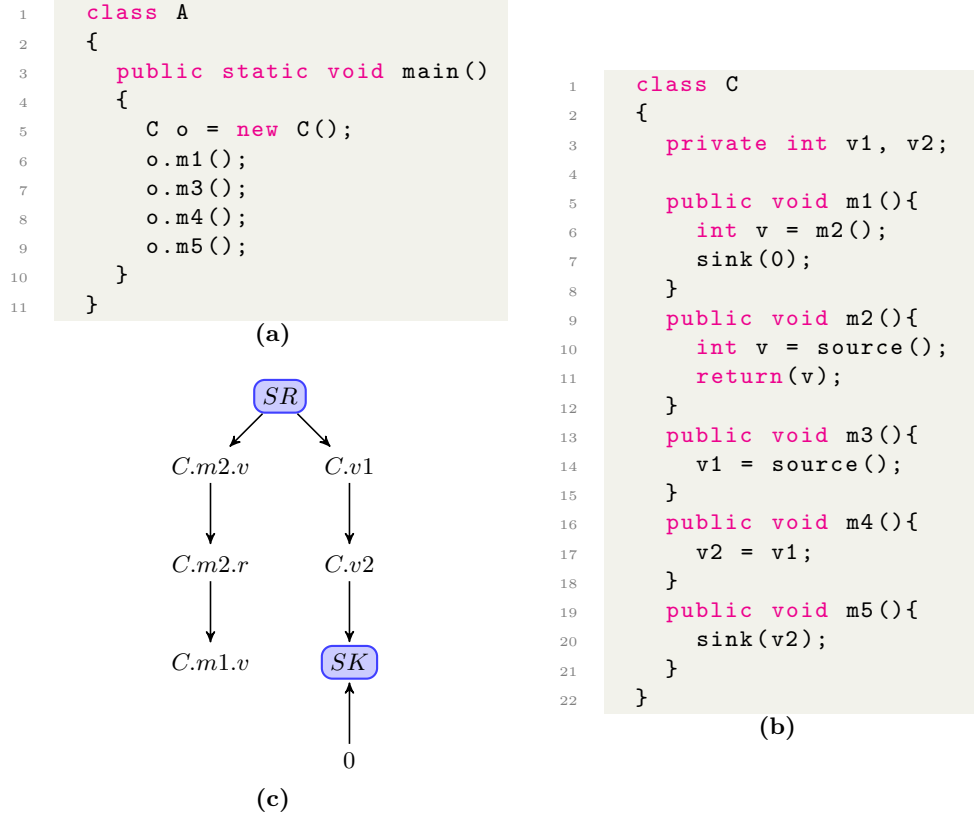 1 class A
2 {
3 public static void main()
4 {
5 C o = new C();
6 o.m1();
7 o.m3();
8 o.m4();
9 o.m5();
10 }
11 }
(a)
SR
C.m2.v C.v1
C.m2.r C.v2
C.m1.v SK
0
(c)
1 class C
2 {
3 private int v1, v2;
4
5 public void m1(){
6 int v = m2();
7 sink(0);
8 }
9 public void m2(){
10 int v = source();
11 return(v);
12 }
13 public void m3(){
14 v1 = source();
15 }
16 public void m4(){
17 v2 = v1;
18 }
19 public void m5(){
20 sink(v2);
21 }
22 }
(b)